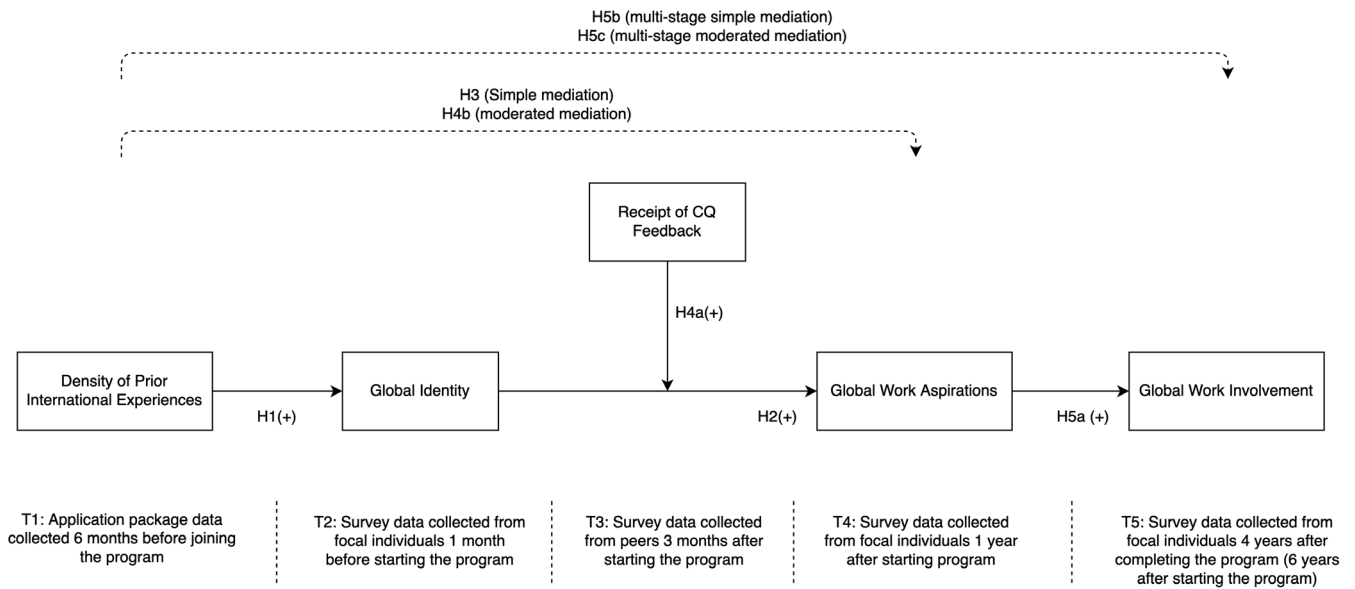 H5b (multi-stage simple mediation)
H5c (multi-stage moderated mediation)
H3 (Simple mediation)
H4b (moderated mediation)
Receipt of CQ
Feedback
H4a(+)
Density of Prior
International Experiences
Global Identity
Global Work Aspirations
Global Work Involvement
H1(+)
H2(+)
H5a (+)
T1: Application package data
collected 6 months before joining
the program
T2: Survey data collected from
focal individuals 1 month
before starting the program
T3: Survey data collected
from peers 3 months after
starting the program
T4: Survey data collected
from focal individuals 1 year
after starting program
T5: Survey data collected from
focal individuals 4 years after
completing the program (6 years
after starting the program)